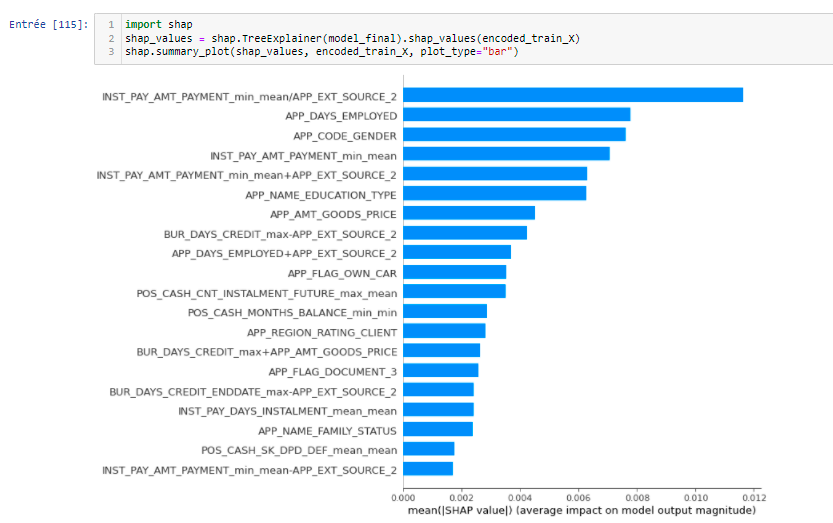 Entrée [115]:
1 import shap
2 shap_values = shap.TreeExplainer(model_final).shap_values(encoded_train_X)
3 shap.summary_plot(shap_values, encoded_train_X, plot_type="bar")
INST_PAY_AMT_PAYMENT_min_mean/APP_EXT_SOURCE_2
APP_DAYS_EMPLOYED
APP_CODE_GENDER
INST_PAY_AMT_PAYMENT_min_mean
INST_PAY_AMT_PAYMENT_min_mean+APP_EXT_SOURCE_2
APP_NAME_EDUCATION_TYPE
APP_AMT_GOODS_PRICE
BUR_DAYS_CREDIT_max-APP_EXT_SOURCE_2
APP_DAYS_EMPLOYED+APP_EXT_SOURCE_2
APP_FLAG_OWN_CAR
POS_CASH_CNT_INSTALMENT_FUTURE_max_mean
POS_CASH_MONTHS_BALANCE_min_min
APP_REGION_RATING_CLIENT
BUR_DAYS_CREDIT_max+APP_AMT_GOODS_PRICE
APP_FLAG_DOCUMENT_3
BUR_DAYS_CREDIT_ENDDATE_max-APP_EXT_SOURCE_2
INST_PAY_DAYS_INSTALMENT_mean_mean
APP_NAME_FAMILY_STATUS
POS_CASH_SK_DPD_DEF_mean_mean
INST_PAY_AMT_PAYMENT_min_mean-APP_EXT_SOURCE_2
0.000 0.002 0.004 0.006 0.008 0.010 0.012
mean(|SHAP value|) (average impact on model output magnitude)